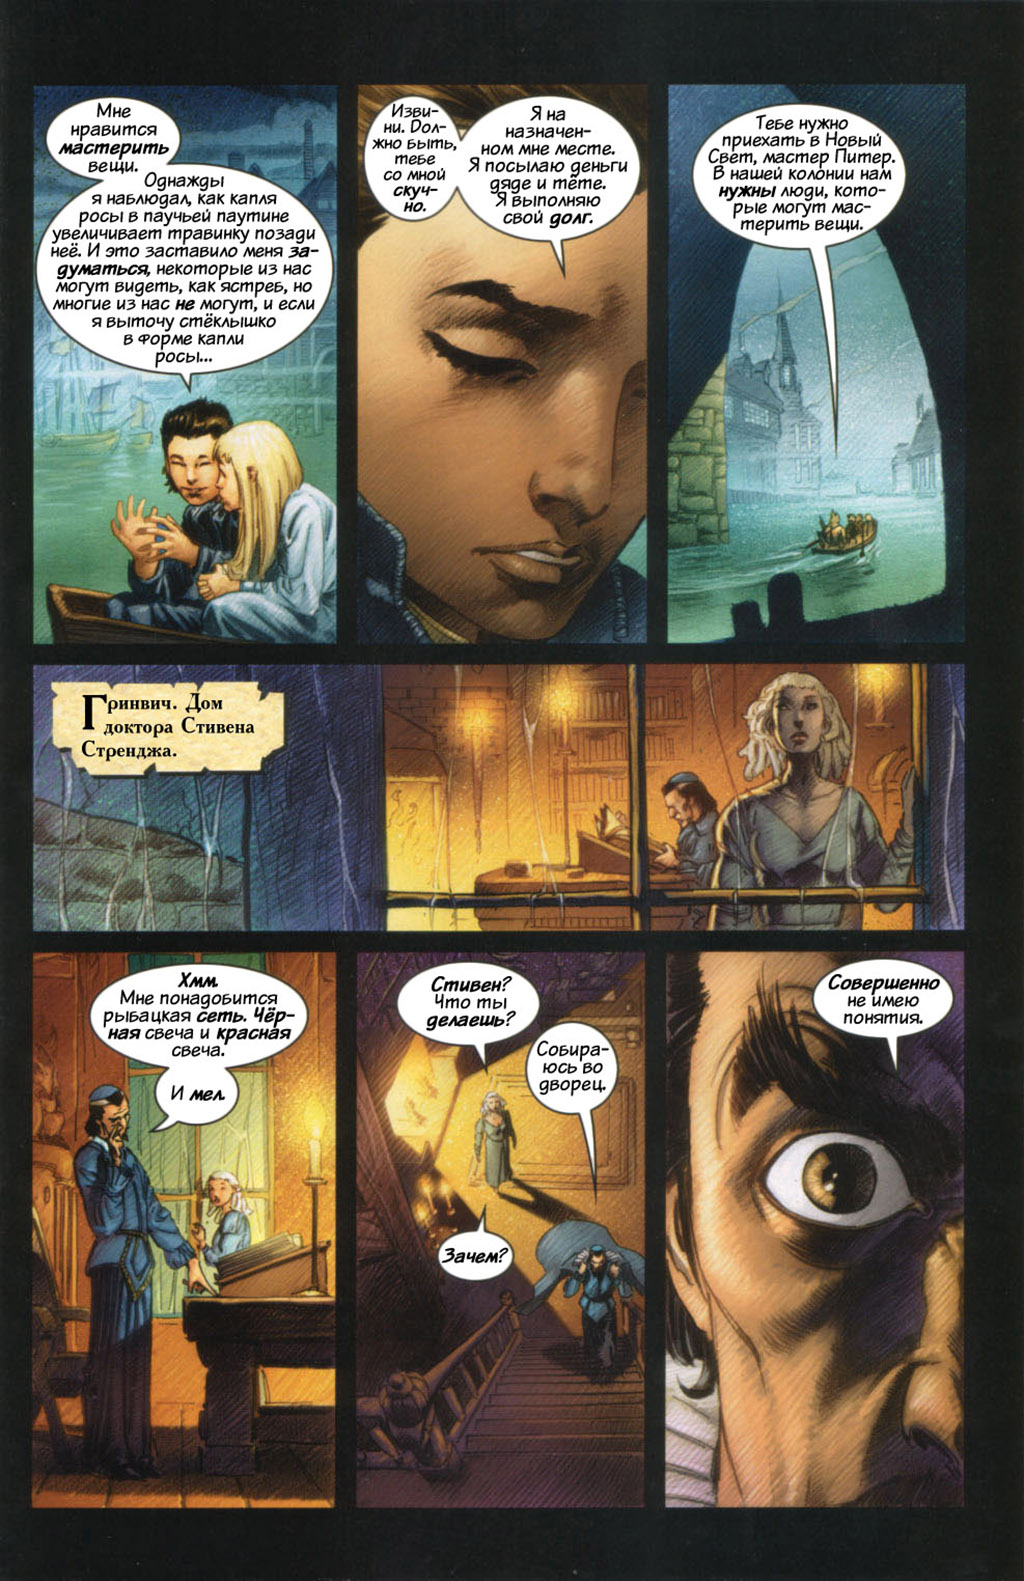 Мне
нравится
мастерить
вещи.
Однажды
я наблюдал, как капля
росы в паучьей паутине
увеличивает травинку позади
неё. И это заставило меня за-
думаться, некоторые из нас
могут видеть, как ястреб, но
многие из нас не могут, и если
я выточу стёклышко
в форме капли
росы...
Изви-
ни. Дол-
жно быть,
тебе
со мной
скуч-
но.
Я на
назначен-
ном мне месте.
Я посылаю деньги
дяде и тёте.
Я выполняю
свой долг.
Тебе нужно
приехать в Новый
Свет, мастер Питер.
В нашей колонии нам
нужны люди, кото-
рые могут мас-
терить вещи.
Гринвич. Дом
доктора Стивена
Стренджа.
Хмм.
Мне понадобится
рыбацкая сеть. Чёр-
ная свеча и красная
свеча.
И мел.
Стивен?
Что ты
делаешь?
Собира-
юсь во
дворец.
Зачем?
Совершенно
не имею
понятия.